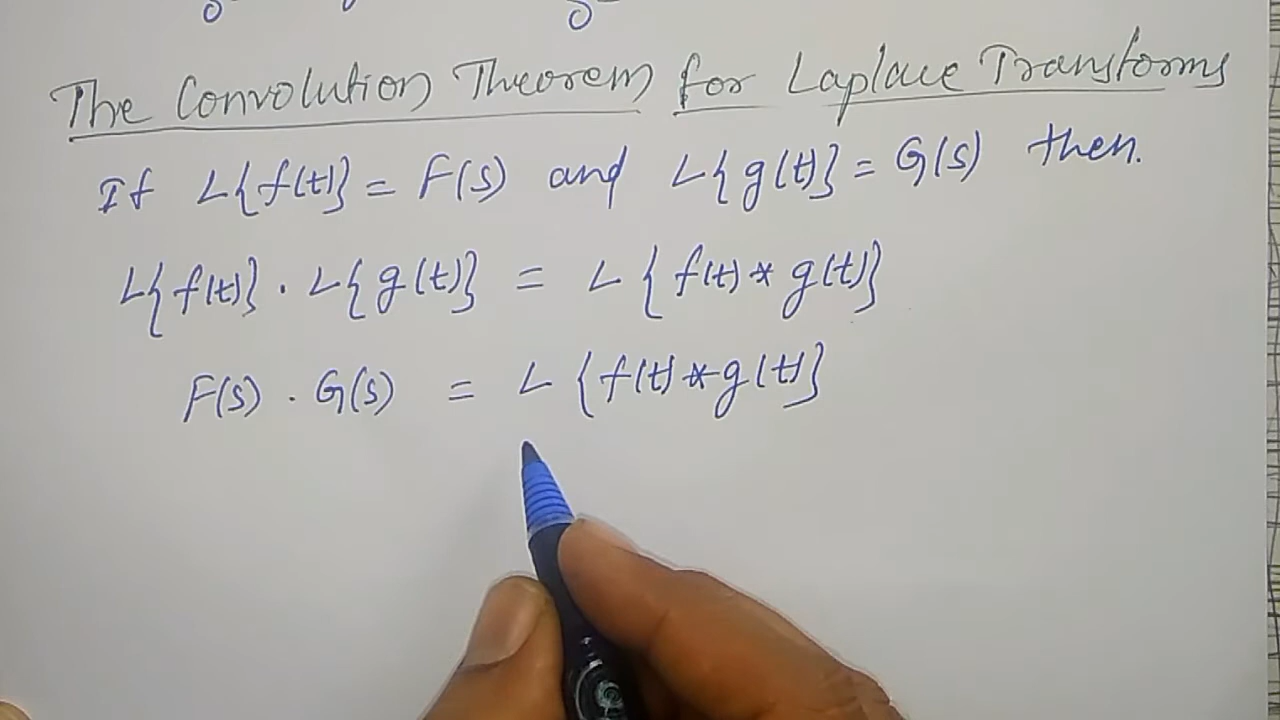 The Convolution Theorem for Laplace Transforms
If L{f(t)} = F(s) and L{g(t)} = G(s) then.
L{f(t)} . L{g(t)} = L{f(t) * g(t)}
F(s) . G(s) = L{f(t) * g(t)}